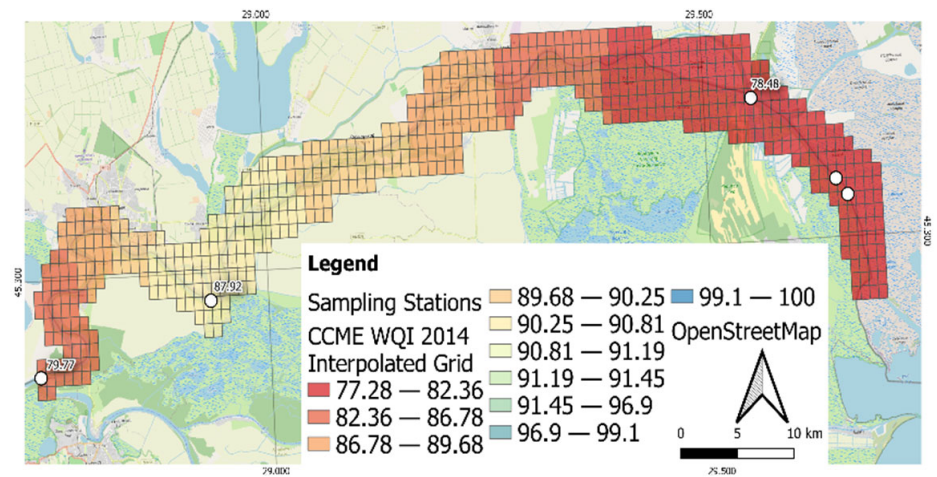 29.000
29.500
78.48
45.300
45.300
87.92
79.77
Legend
Sampling Stations
CCME WQI 2014
Interpolated Grid
77.28 — 82.36
82.36 — 86.78
86.78 — 89.68
89.68 — 90.25
90.25 — 90.81
90.81 — 91.19
91.19 — 91.45
91.45 — 96.9
96.9 — 99.1
99.1 — 100
OpenStreetMap
0 5 10 km
29.000
29.500